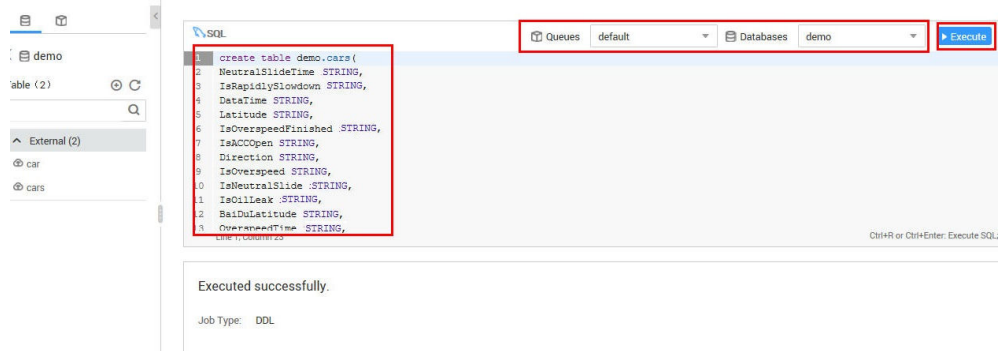 demo
Table (2)
External (2)
car
cars
SQL
Queues default Databases demo Execute
1 create table demo.cars(
2 NeutralSlideTime STRING,
3 IsRapidlySlowdown STRING,
4 DataTime STRING,
5 Latitude STRING,
6 IsOverspeedFinished STRING,
7 IsACCOpen STRING,
8 Direction STRING,
9 IsOverspeed STRING,
10 IsNeutralSlide STRING,
11 IsOilLeak STRING,
12 BaiDuLatitude STRING,
13 OverspeedTime STRING,
Line 1, Column 23
Ctrl+R or Ctrl+Enter: Execute SQL;
Executed successfully.
Job Type: DDL